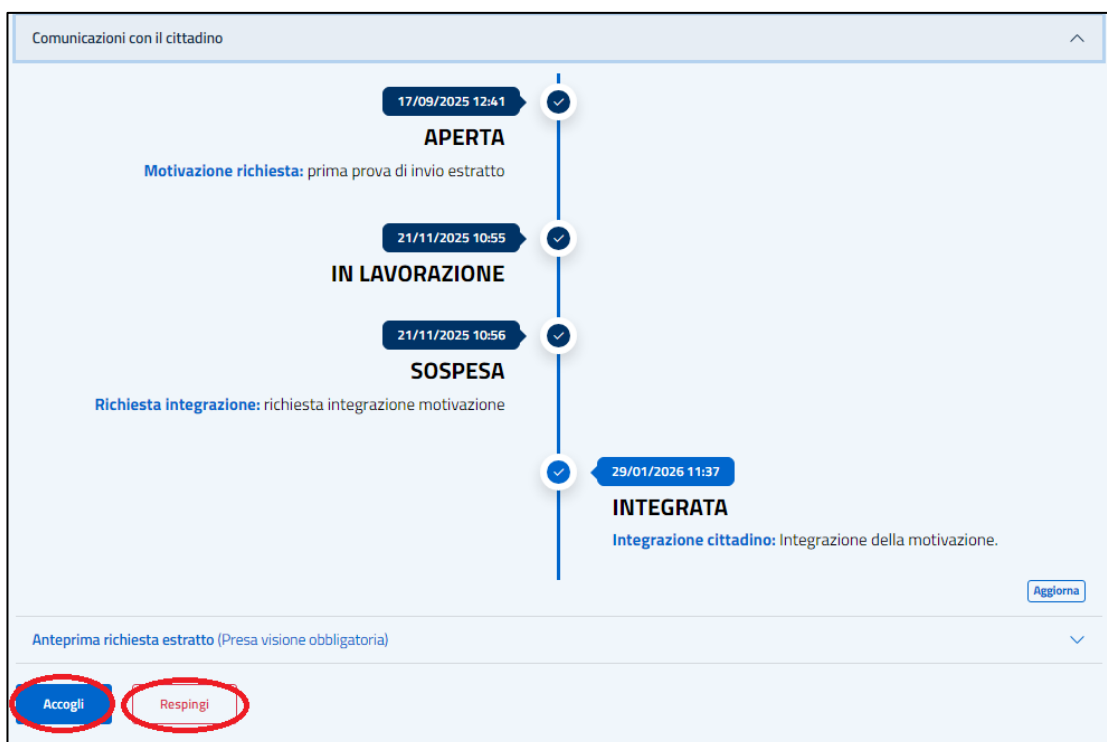 Comunicazioni con il cittadino
17/09/2025 12:41
APERTA
Motivazione richiesta: prima prova di invio estratto
21/11/2025 10:55
IN LAVORAZIONE
21/11/2025 10:56
SOSPESA
Richiesta integrazione: richiesta integrazione motivazione
29/01/2026 11:37
INTEGRATA
Integrazione cittadino: Integrazione della motivazione.
Aggiorna
Anteprima richiesta estratto (Presa visione obbligatoria)
Accogli
Respingi